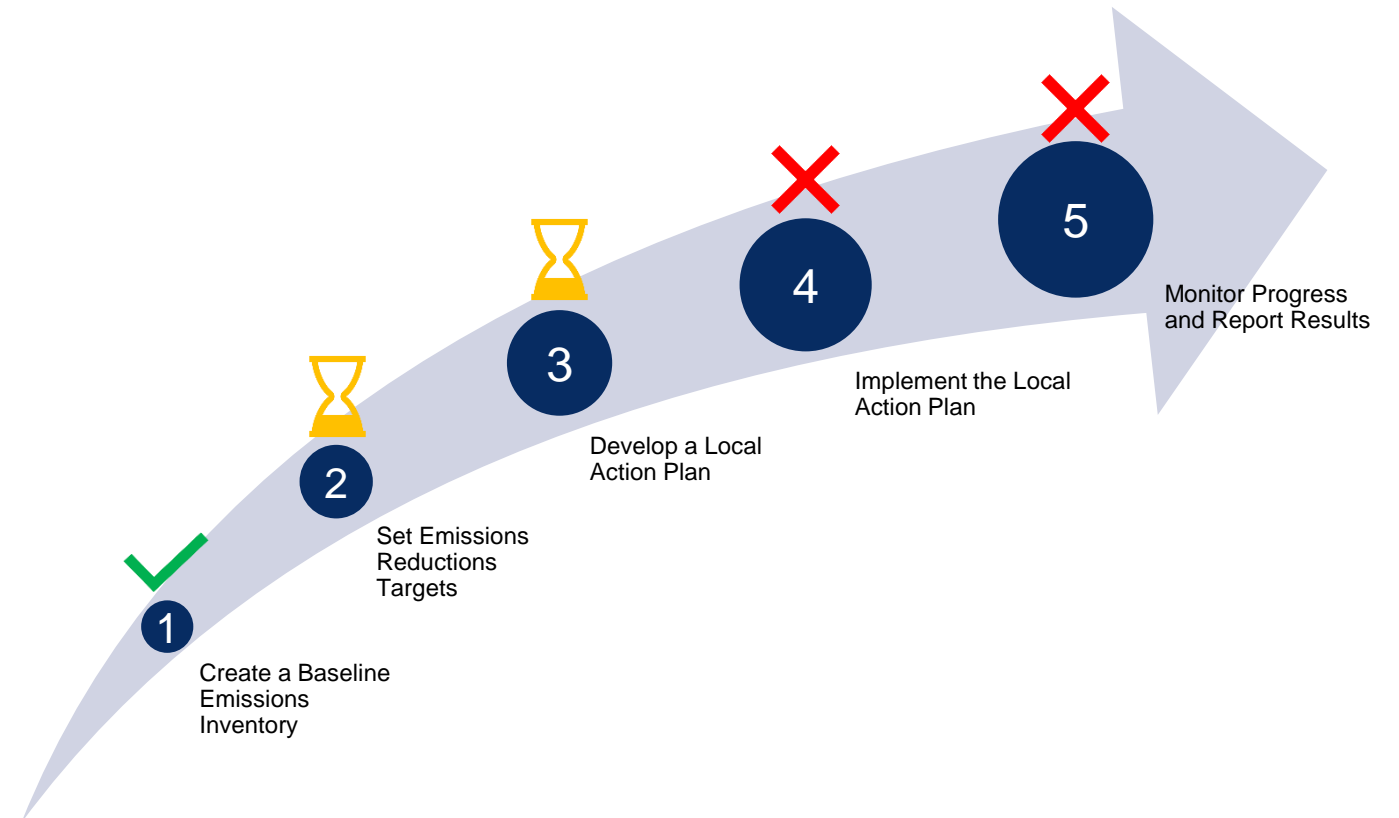 1
Create a Baseline
Emissions
Inventory
2
Set Emissions
Reductions
Targets
3
Develop a Local
Action Plan
4
Implement the Local
Action Plan
5
Monitor Progress
and Report Results